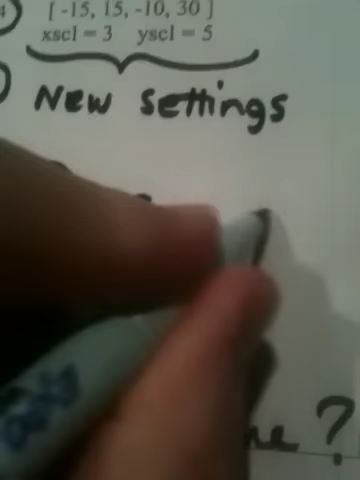 [ -15, 15, -10, 30 ]
xscl = 3 yscl = 5
New settings
?